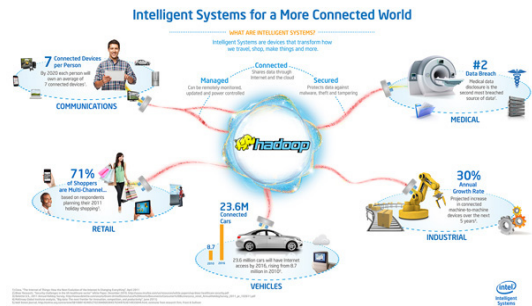 Intelligent Systems for a More Connected World
WHAT ARE INTELLIGENT SYSTEMS?
Intelligent Systems are devices that transform how
we travel, shop, make things and more.
7 Connected Devices
per Person
By 2020 each person will
own an average of
7 connected devices¹.
COMMUNICATIONS
Managed
Can be remotely monitored,
updated and power controlled
Connected
Shares data through
internet and the cloud
Secured
Protects data against
malware, theft and tampering
#2
Data Breach
Medical data
disclosure is the
second most breached
source of data².
MEDICAL
hadoop
71%
of Shoppers
are Multi-Channel...
based on respondents
planning their 2011
holiday shopping³.
RETAIL
23.6M
Connected
Cars
8.7
23.6 million cars will have Internet
access by 2016, rising from 8.7
million in 2010⁴.
VEHICLES
30%
Annual
Growth Rate
Projected increase
in connected
machine-to-machine
devices over the next
5 years⁵.
INDUSTRIAL
intel
Intelligent
Systems